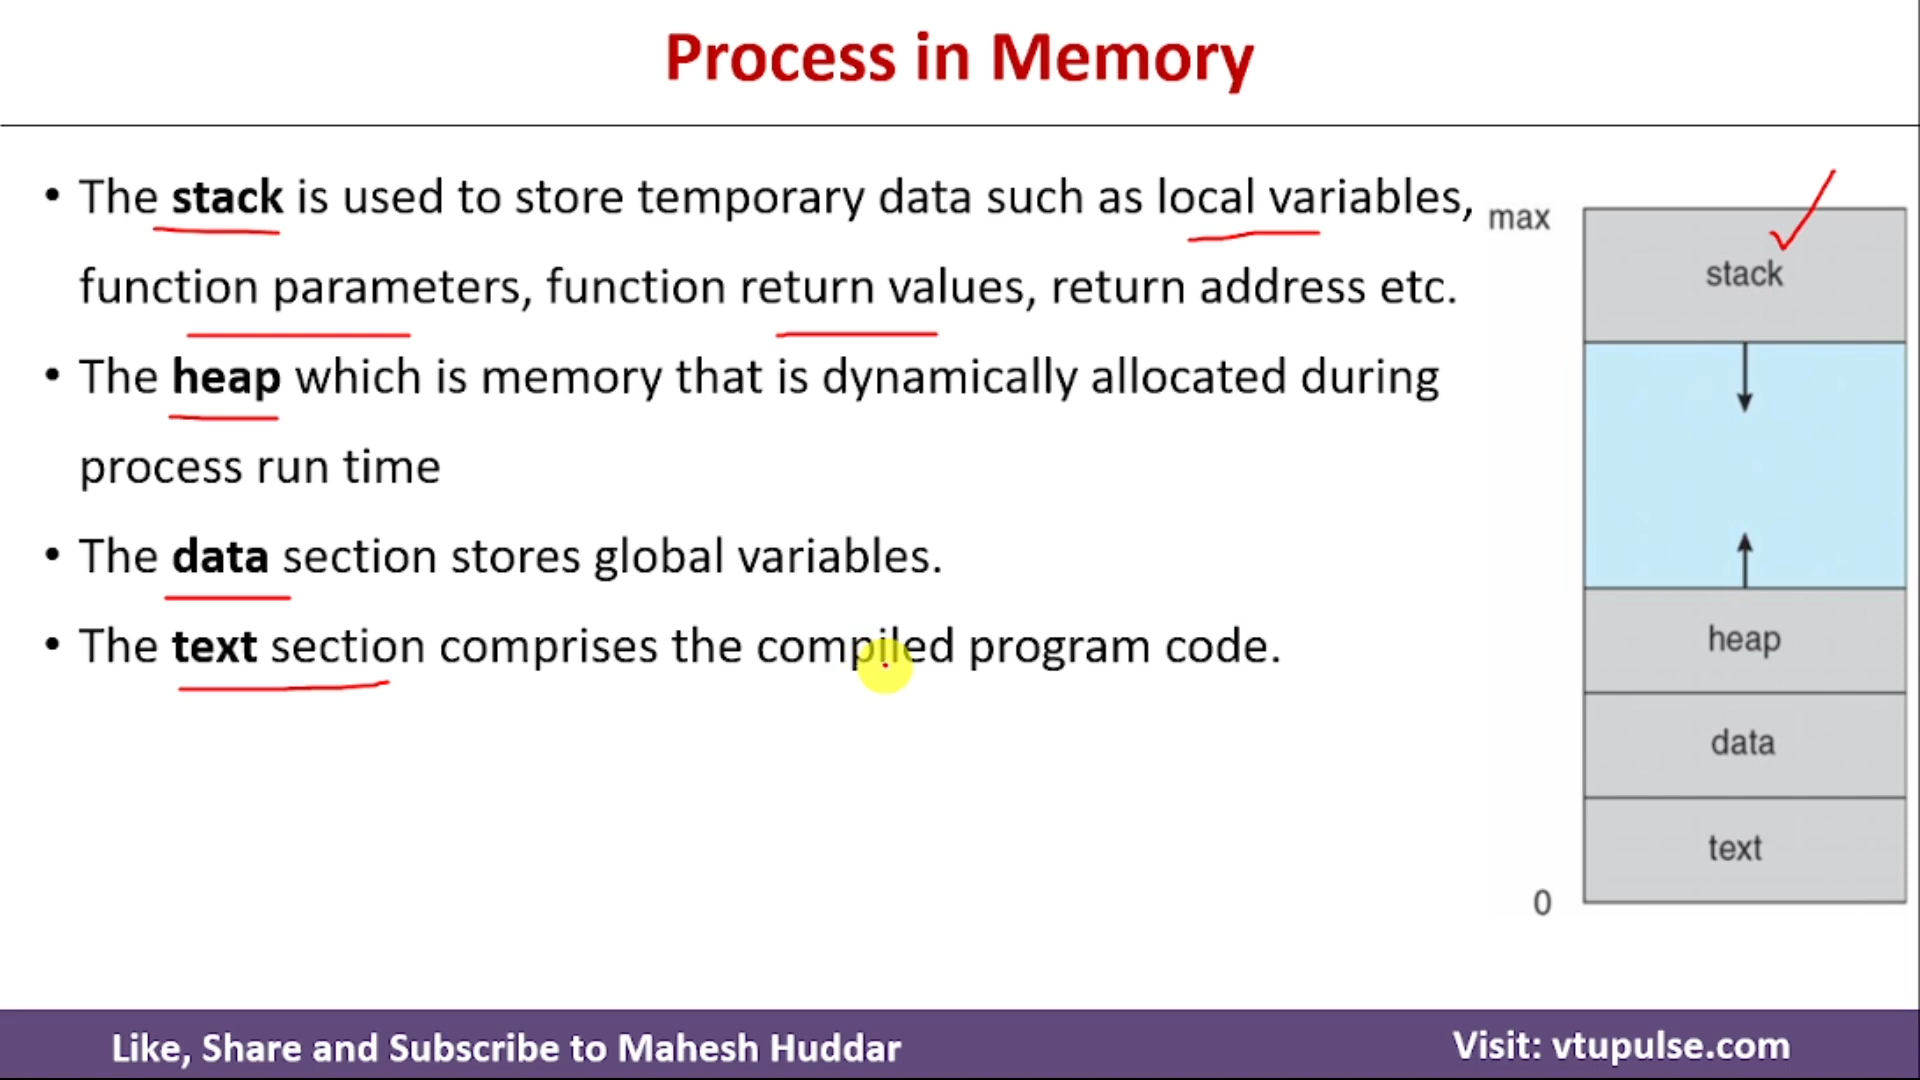 Process in Memory
• The stack is used to store temporary data such as local variables,
function parameters, function return values, return address etc.
• The heap which is memory that is dynamically allocated during
process run time
• The data section stores global variables.
• The text section comprises the compiled program code.
max
stack
heap
data
text
0
Like, Share and Subscribe to Mahesh Huddar
Visit: vtupulse.com